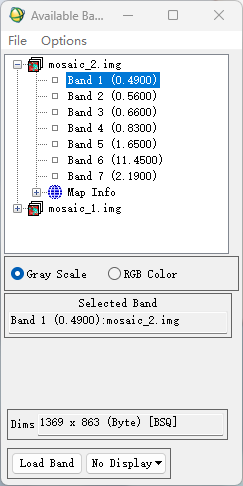 Available Ba...
File Options
mosaic_2.img
Band 1 (0.4900)
Band 2 (0.5600)
Band 3 (0.6600)
Band 4 (0.8300)
Band 5 (1.6500)
Band 6 (11.4500)
Band 7 (2.1900)
Map Info
mosaic_1.img
Gray Scale RGB Color
Selected Band
Band 1 (0.4900):mosaic_2.img
Dims 1369 x 863 (Byte) [BSQ]
Load Band No Display